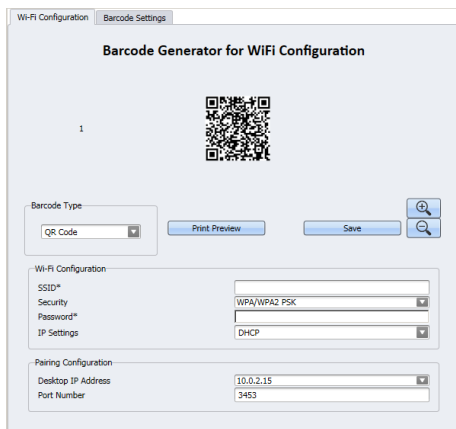 Wi-Fi Configuration Barcode Settings
Barcode Generator for WiFi Configuration
1
Barcode Type
QR Code
Print Preview
Save
Wi-Fi Configuration
SSID*
Security WPA/WPA2 PSK
Password*
IP Settings DHCP
Pairing Configuration
Desktop IP Address 10.0.2.15
Port Number 3453